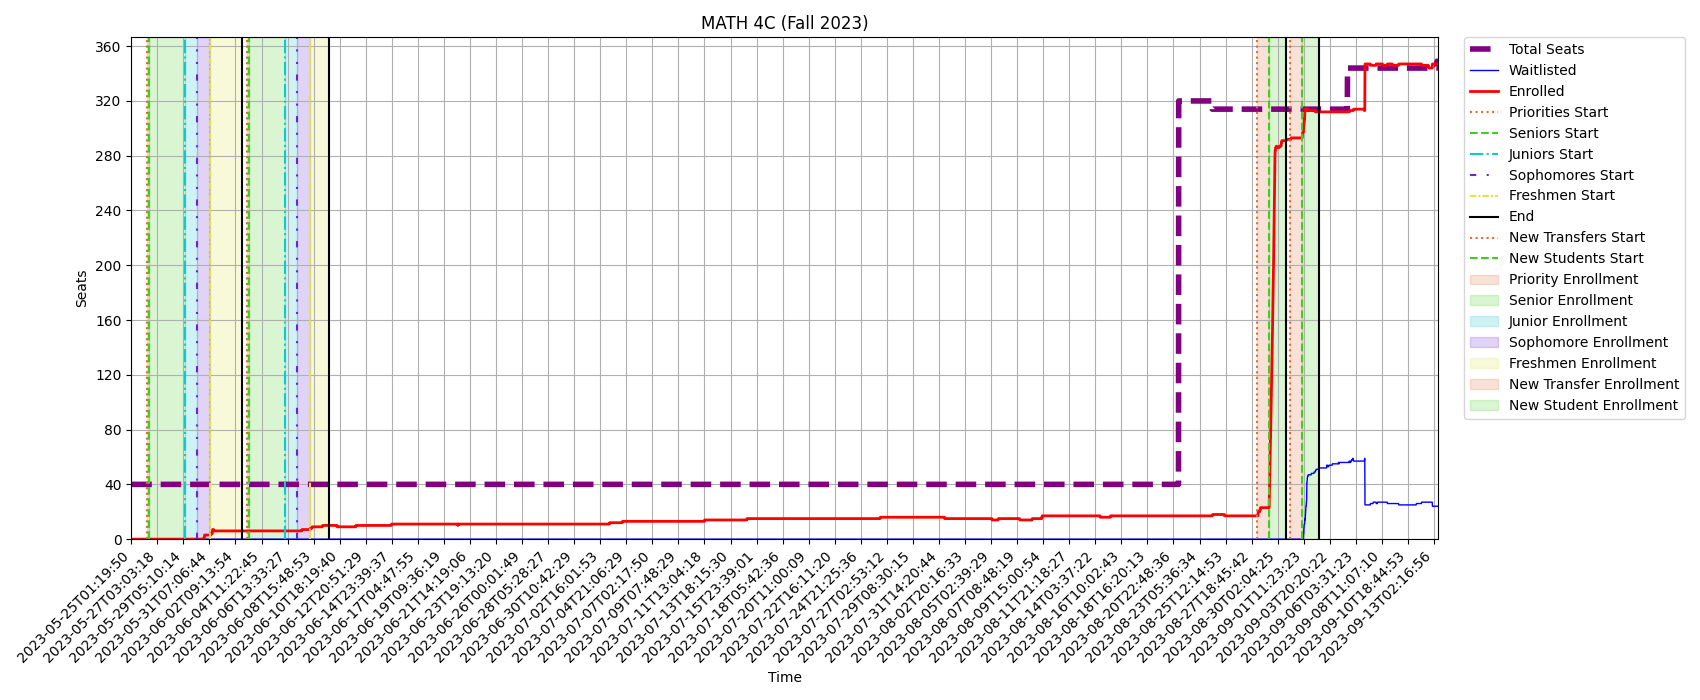 MATH 4C (Fall 2023)
360
320
280
240
200
160
120
80
40
0
Seats
2023-05-25T01:19:50
2023-05-27T03:03:18
2023-05-29T05:10:14
2023-05-31T07:06:44
2023-06-02T09:13:54
2023-06-04T11:22:45
2023-06-06T13:33:27
2023-06-08T15:48:53
2023-06-10T18:19:40
2023-06-12T20:51:29
2023-06-14T23:39:37
2023-06-17T04:47:55
2023-06-19T09:36:19
2023-06-21T14:19:06
2023-06-23T19:13:20
2023-06-26T00:01:49
2023-06-28T05:28:27
2023-06-30T10:42:29
2023-07-02T16:01:53
2023-07-04T21:06:29
2023-07-07T02:17:50
2023-07-09T07:48:29
2023-07-11T13:04:18
2023-07-13T18:15:30
2023-07-15T23:39:01
2023-07-18T05:42:36
2023-07-20T11:00:09
2023-07-22T16:11:20
2023-07-24T21:25:36
2023-07-27T02:53:12
2023-07-29T08:30:15
2023-07-31T14:20:44
2023-08-02T20:16:33
2023-08-05T02:39:29
2023-08-07T08:48:19
2023-08-09T15:00:54
2023-08-11T21:18:27
2023-08-14T03:37:22
2023-08-16T10:02:43
2023-08-18T16:20:13
2023-08-20T22:48:36
2023-08-23T05:36:34
2023-08-25T12:14:53
2023-08-27T18:45:42
2023-08-30T02:04:25
2023-09-01T11:23:23
2023-09-03T20:20:22
2023-09-06T03:31:23
2023-09-08T11:07:10
2023-09-10T18:44:53
2023-09-13T02:16:56
Time
Total Seats
Waitlisted
Enrolled
Priorities Start
Seniors Start
Juniors Start
Sophomores Start
Freshmen Start
End
New Transfers Start
New Students Start
Priority Enrollment
Senior Enrollment
Junior Enrollment
Sophomore Enrollment
Freshmen Enrollment
New Transfer Enrollment
New Student Enrollment